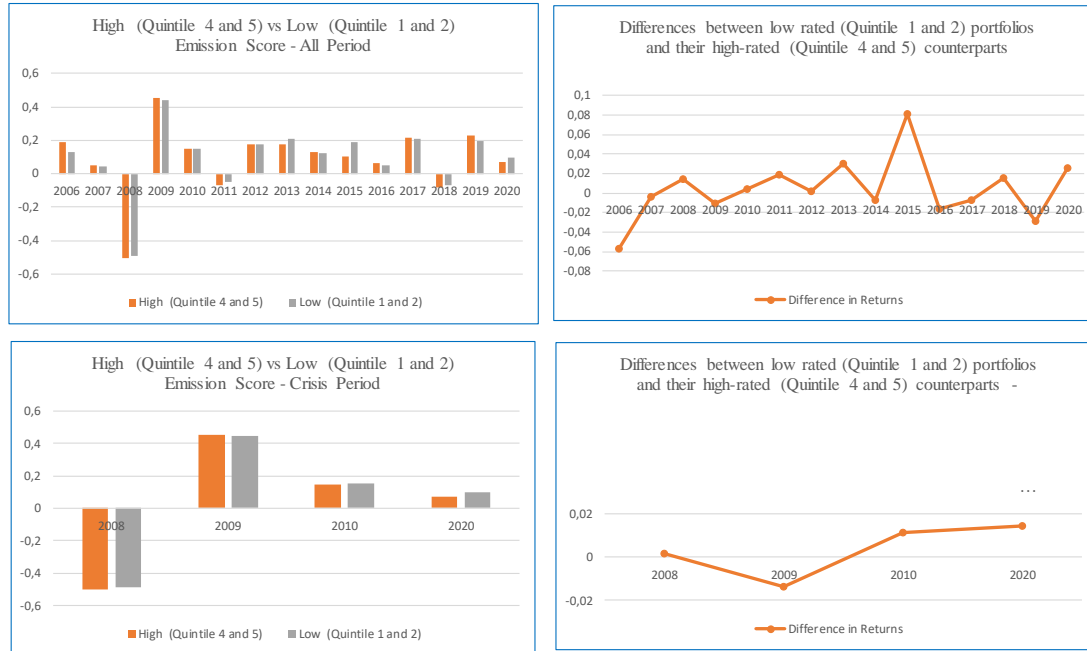 High (Quintile 4 and 5) vs Low (Quintile 1 and 2)
Emission Score - All Period
0,6
0,4
0,2
0
-0,2
-0,4
-0,6
2006 2007 2008 2009 2010 2011 2012 2013 2014 2015 2016 2017 2018 2019 2020
High (Quintile 4 and 5) Low (Quintile 1 and 2)
Differences between low rated (Quintile 1 and 2) portfolios
and their high-rated (Quintile 4 and 5) counterparts
0,1
0,08
0,06
0,04
0,02
0
-0,02
-0,04
-0,06
-0,08
2006 2007 2008 2009 2010 2011 2012 2013 2014 2015 2016 2017 2018 2019 2020
Difference in Returns
High (Quintile 4 and 5) vs Low (Quintile 1 and 2)
Emission Score - Crisis Period
0,6
0,4
0,2
0
-0,2
-0,4
-0,6
2008 2009 2010 2020
High (Quintile 4 and 5) Low (Quintile 1 and 2)
Differences between low rated (Quintile 1 and 2) portfolios
and their high-rated (Quintile 4 and 5) counterparts -
...
0,02
0
-0,02
2008 2009 2010 2020
Difference in Returns